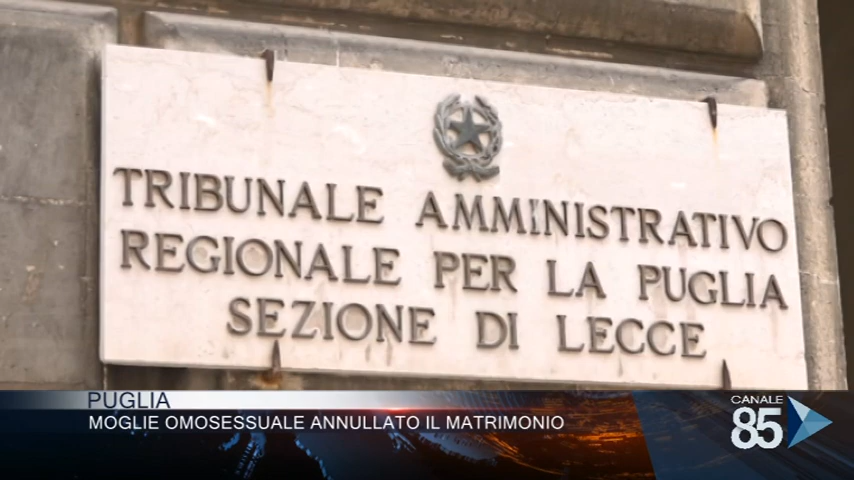 TRIBUNALE AMMINISTRATIVO
REGIONALE PER LA PUGLIA
SEZIONE DI LECCE
PUGLIA
MOGLIE OMOSESSUALE ANNULLATO IL MATRIMONIO
CANALE
85